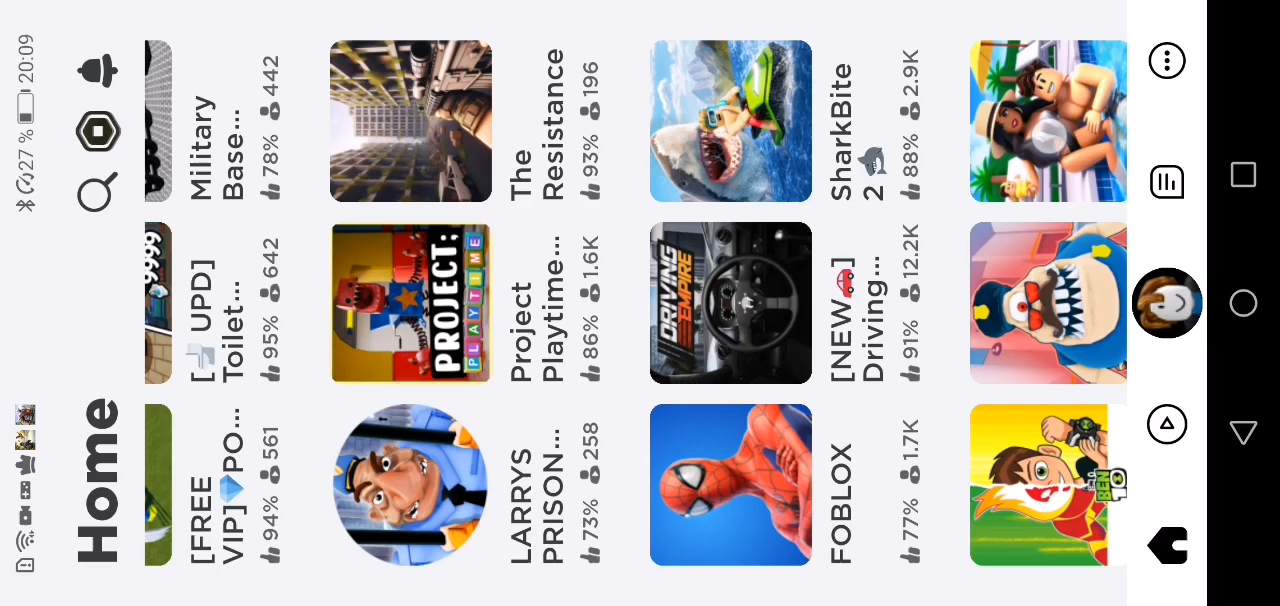 27 % 20:09
Home
9999
[FREE
VIP]💎PO...
94% 561
[🚽 UPD]
Toilet...
95% 642
Military
Base...
78% 442
PROJECT:
PLAYTIME
LARRYS
PRISON...
73% 258
Project
Playtime...
86% 1.6K
The
Resistance
93% 196
DRIVING
EMPIRE
FOBLOX
77% 1.7K
[NEW🚗]
Driving...
91% 12.2K
SharkBite
2 🦈
88% 2.9K
BEN
10